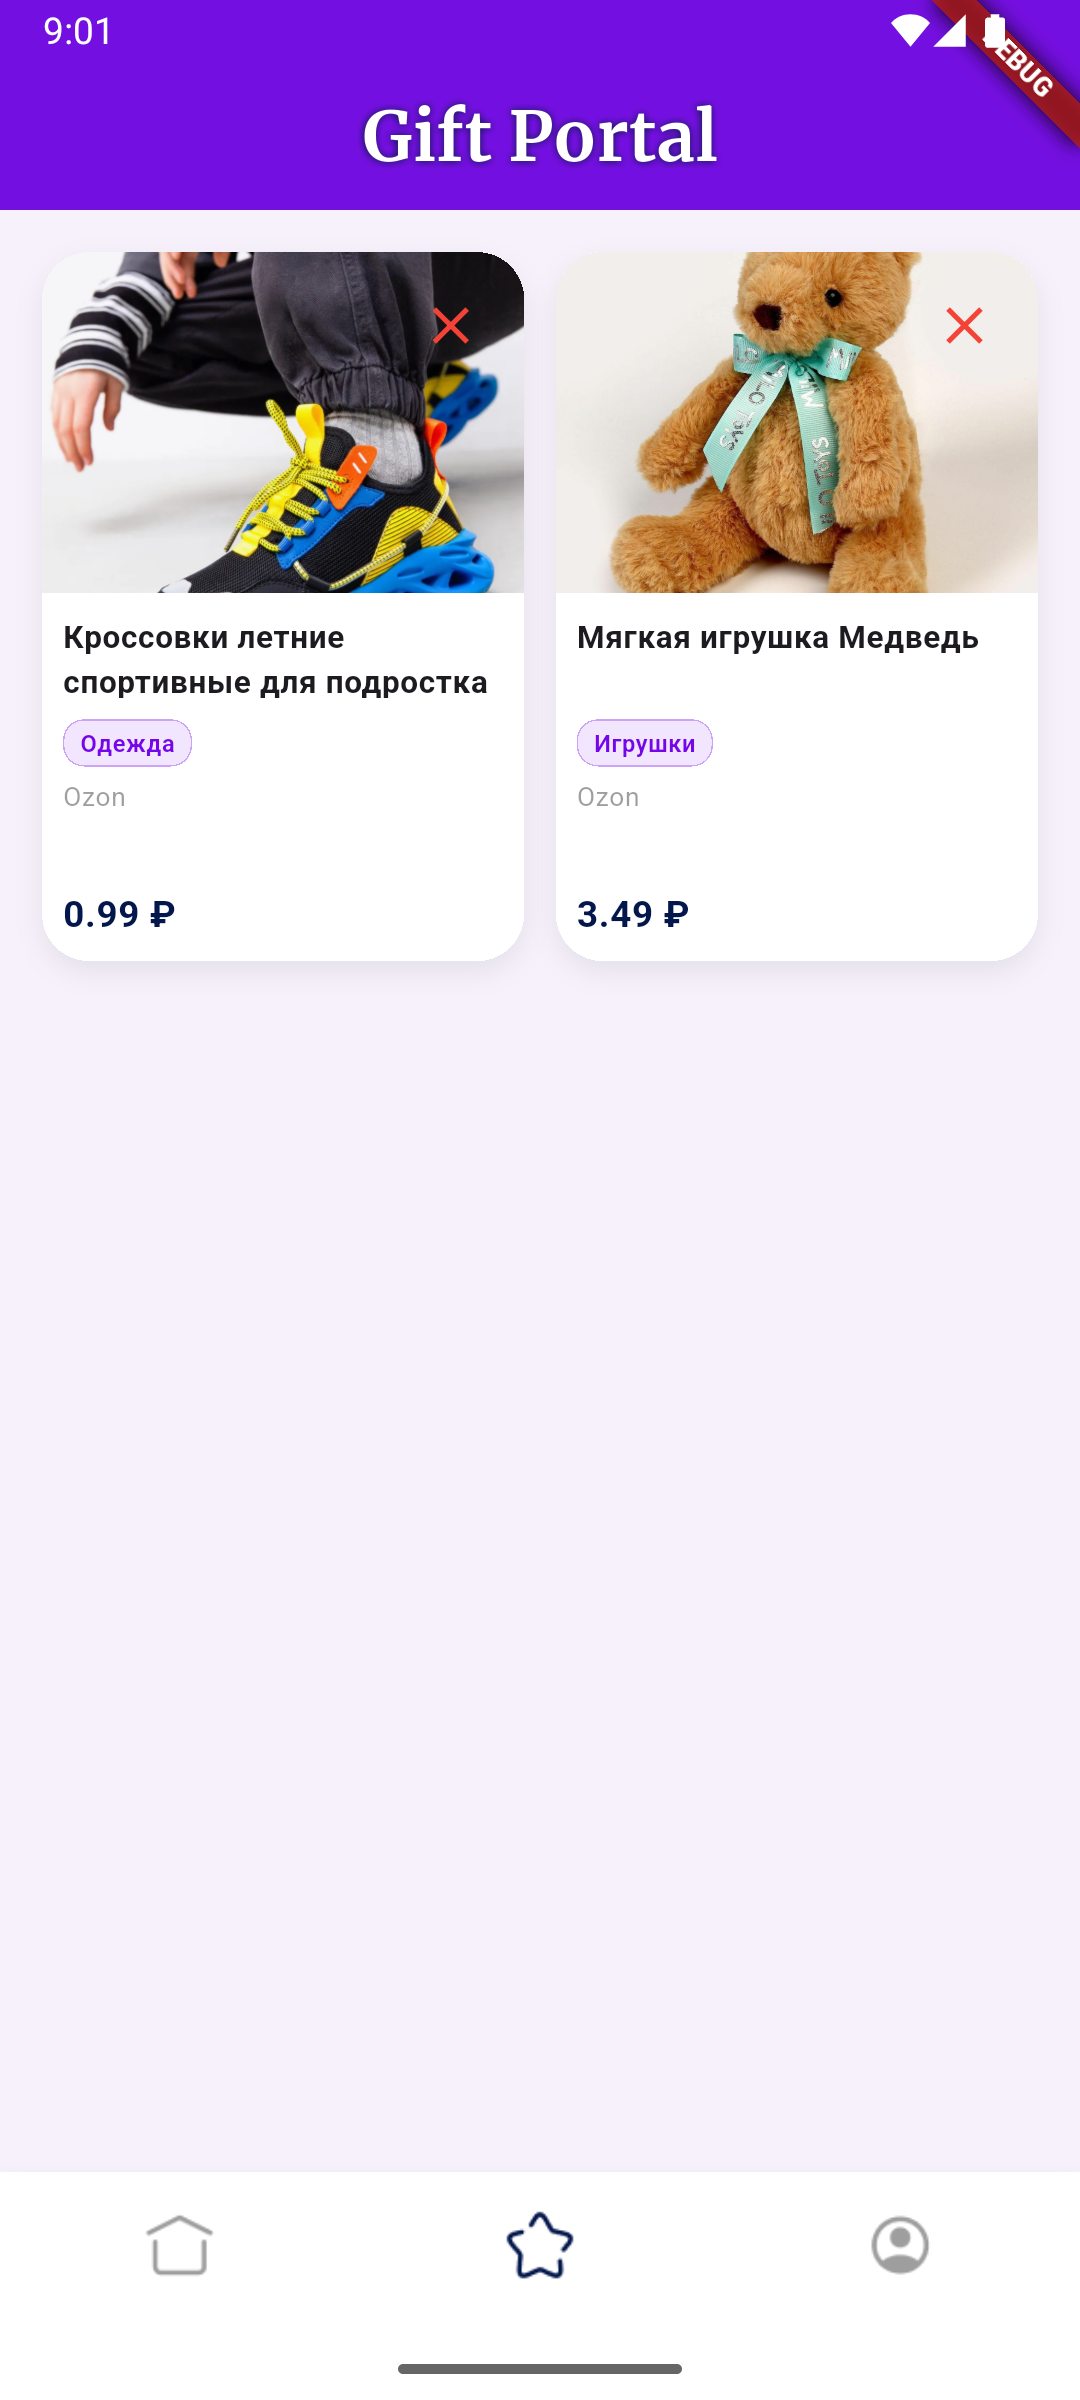 9:01
EBUG
Gift Portal
Кроссовки летние
спортивные для подростка
Одежда
Ozon
0.99 ₽
Мягкая игрушка Медведь
Игрушки
Ozon
3.49 ₽